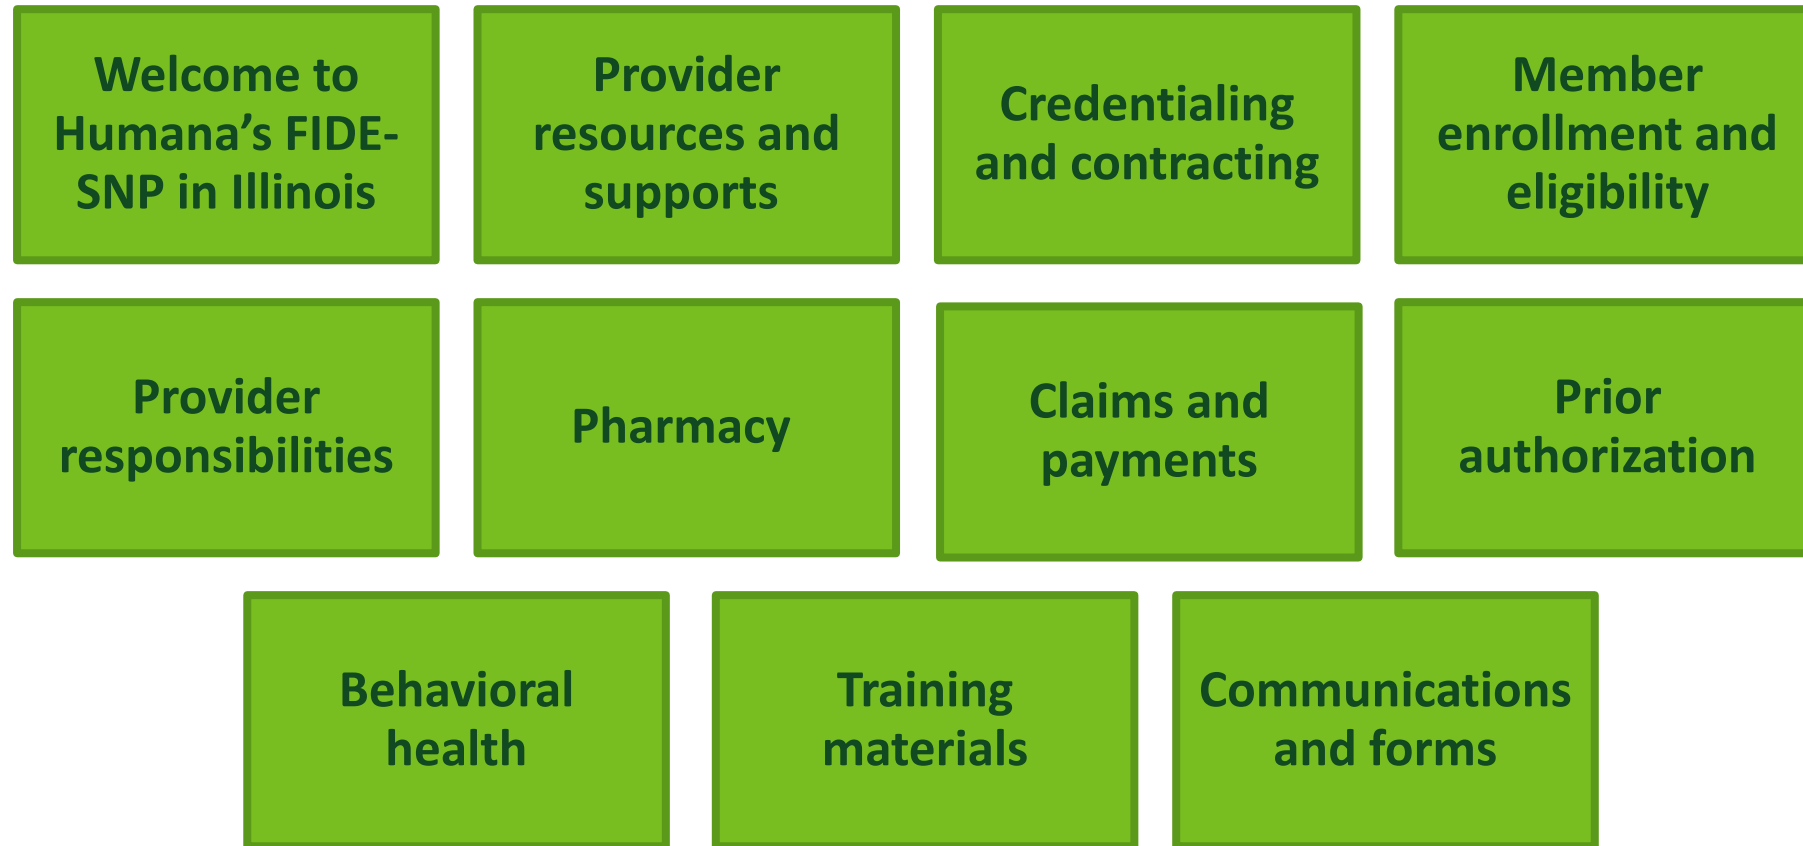 Welcome to
Humana’s FIDE-
SNP in Illinois
Provider
resources and
supports
Credentialing
and contracting
Member
enrollment and
eligibility
Provider
responsibilities
Pharmacy
Claims and
payments
Prior
authorization
Behavioral
health
Training
materials
Communications
and forms